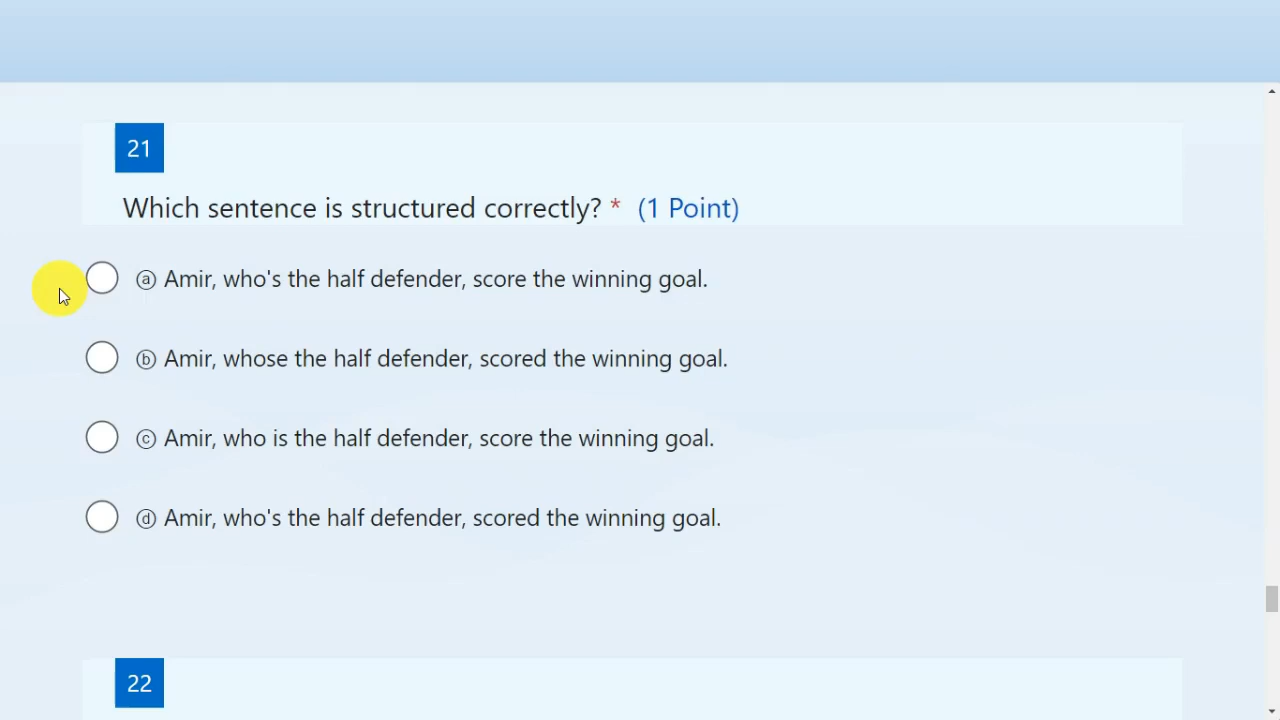 21
Which sentence is structured correctly? * (1 Point)
ⓐ Amir, who's the half defender, score the winning goal.
ⓑ Amir, whose the half defender, scored the winning goal.
ⓒ Amir, who is the half defender, score the winning goal.
ⓓ Amir, who's the half defender, scored the winning goal.
22